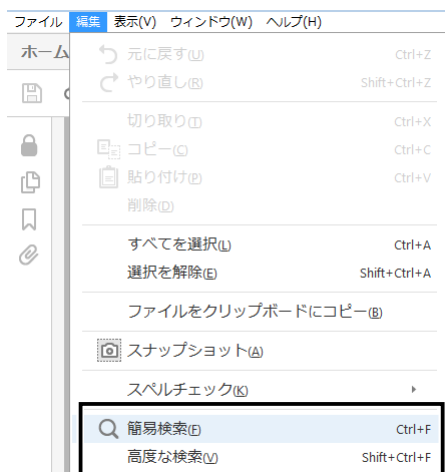 ファイル 編集 表示(V) ウィンドウ(W) ヘルプ(H)
ホーム
元に戻す(U) Ctrl+Z
やり直し(R) Shift+Ctrl+Z
切り取り(T) Ctrl+X
コピー(C) Ctrl+C
貼り付け(P) Ctrl+V
削除(D)
すべてを選択(L) Ctrl+A
選択を解除(E) Shift+Ctrl+A
ファイルをクリップボードにコピー(B)
スナップショット(A)
スペルチェック(K)
簡易検索(F) Ctrl+F
高度な検索(V) Shift+Ctrl+F